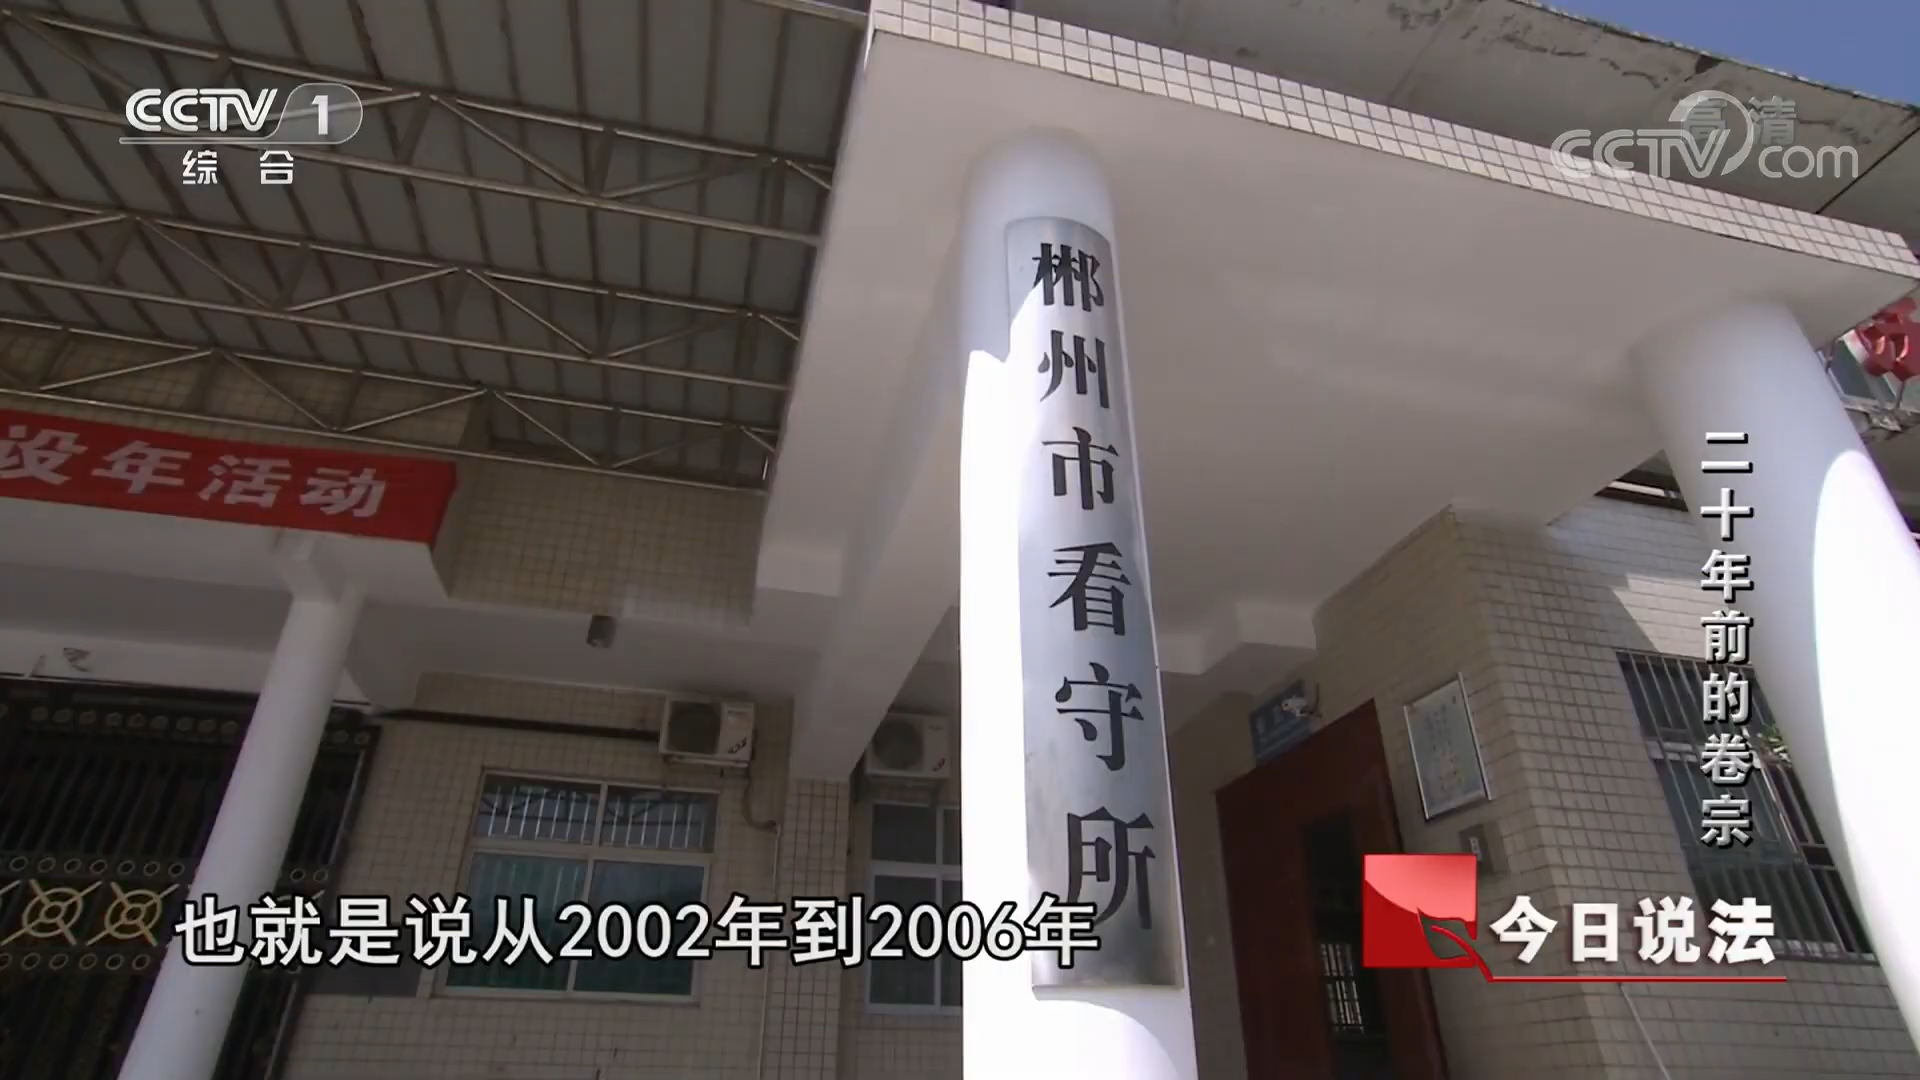 CCTV 1
综合
高清
CCTV.com
郴州市看守所
设年活动
二十年前的卷宗
也就是说从2002年到2006年
今日说法